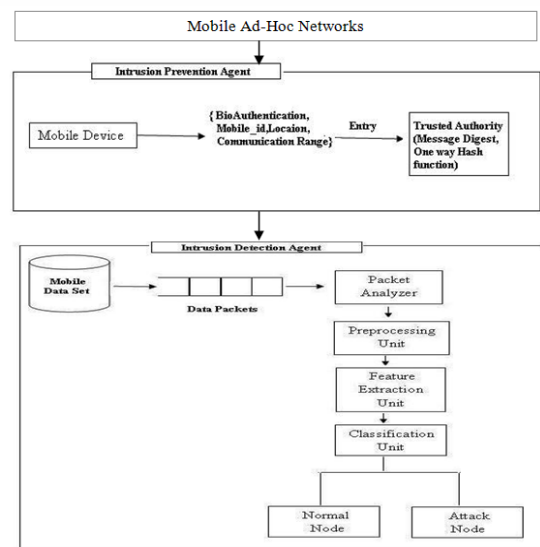 Mobile Ad-Hoc Networks
Intrusion Prevention Agent
Mobile Device
{ BioAuthentication,
Mobile_id,Locaion,
Communication Range}
Entry
Trusted Authority
(Message Digest,
One way Hash
function)
Intrusion Detection Agent
Mobile
Data Set
Data Packets
Packet
Analyzer
Preprocessing
Unit
Feature
Extraction
Unit
Classification
Unit
Normal
Node
Attack
Node